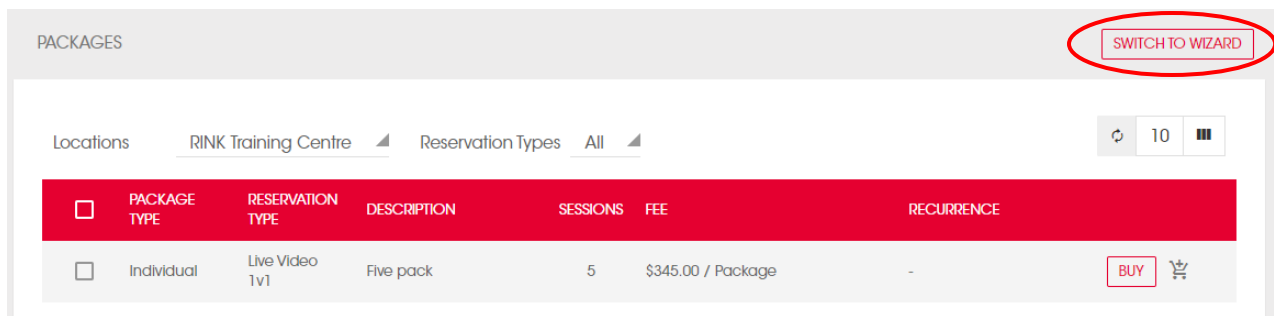 PACKAGES
SWITCH TO WIZARD
Locations RINK Training Centre Reservation Types All 10
PACKAGE TYPE RESERVATION TYPE DESCRIPTION SESSIONS FEE RECURRENCE
Individual Live Video 1v1 Five pack 5 $345.00 / Package - BUY